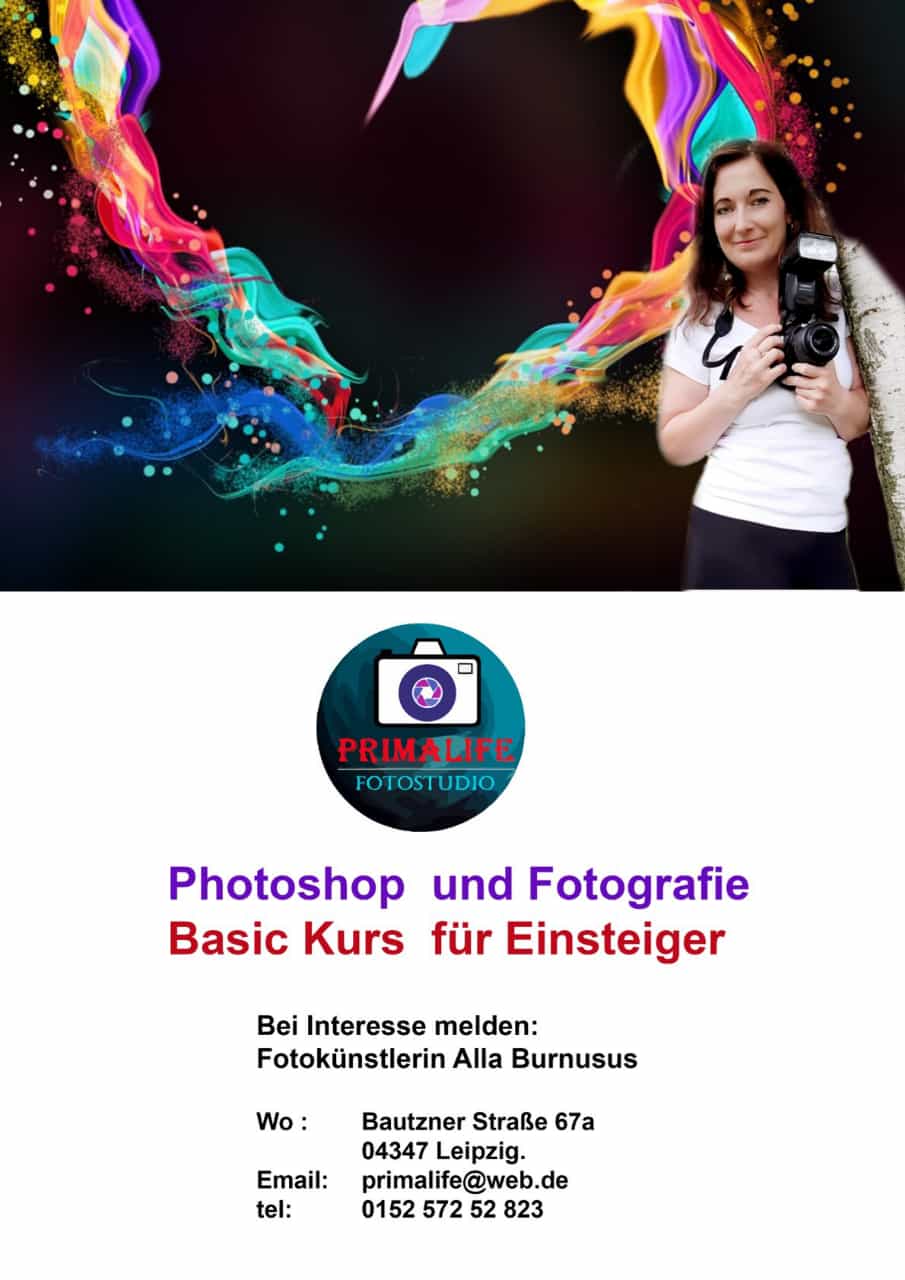 PRIMALIFE
FOTOSTUDIO
Photoshop und Fotografie
Basic Kurs für Einsteiger
Bei Interesse melden:
Fotokünstlerin Alla Burnusus
Wo : Bautzner Straße 67a
04347 Leipzig.
Email: primalife@web.de
tel: 0152 572 52 823